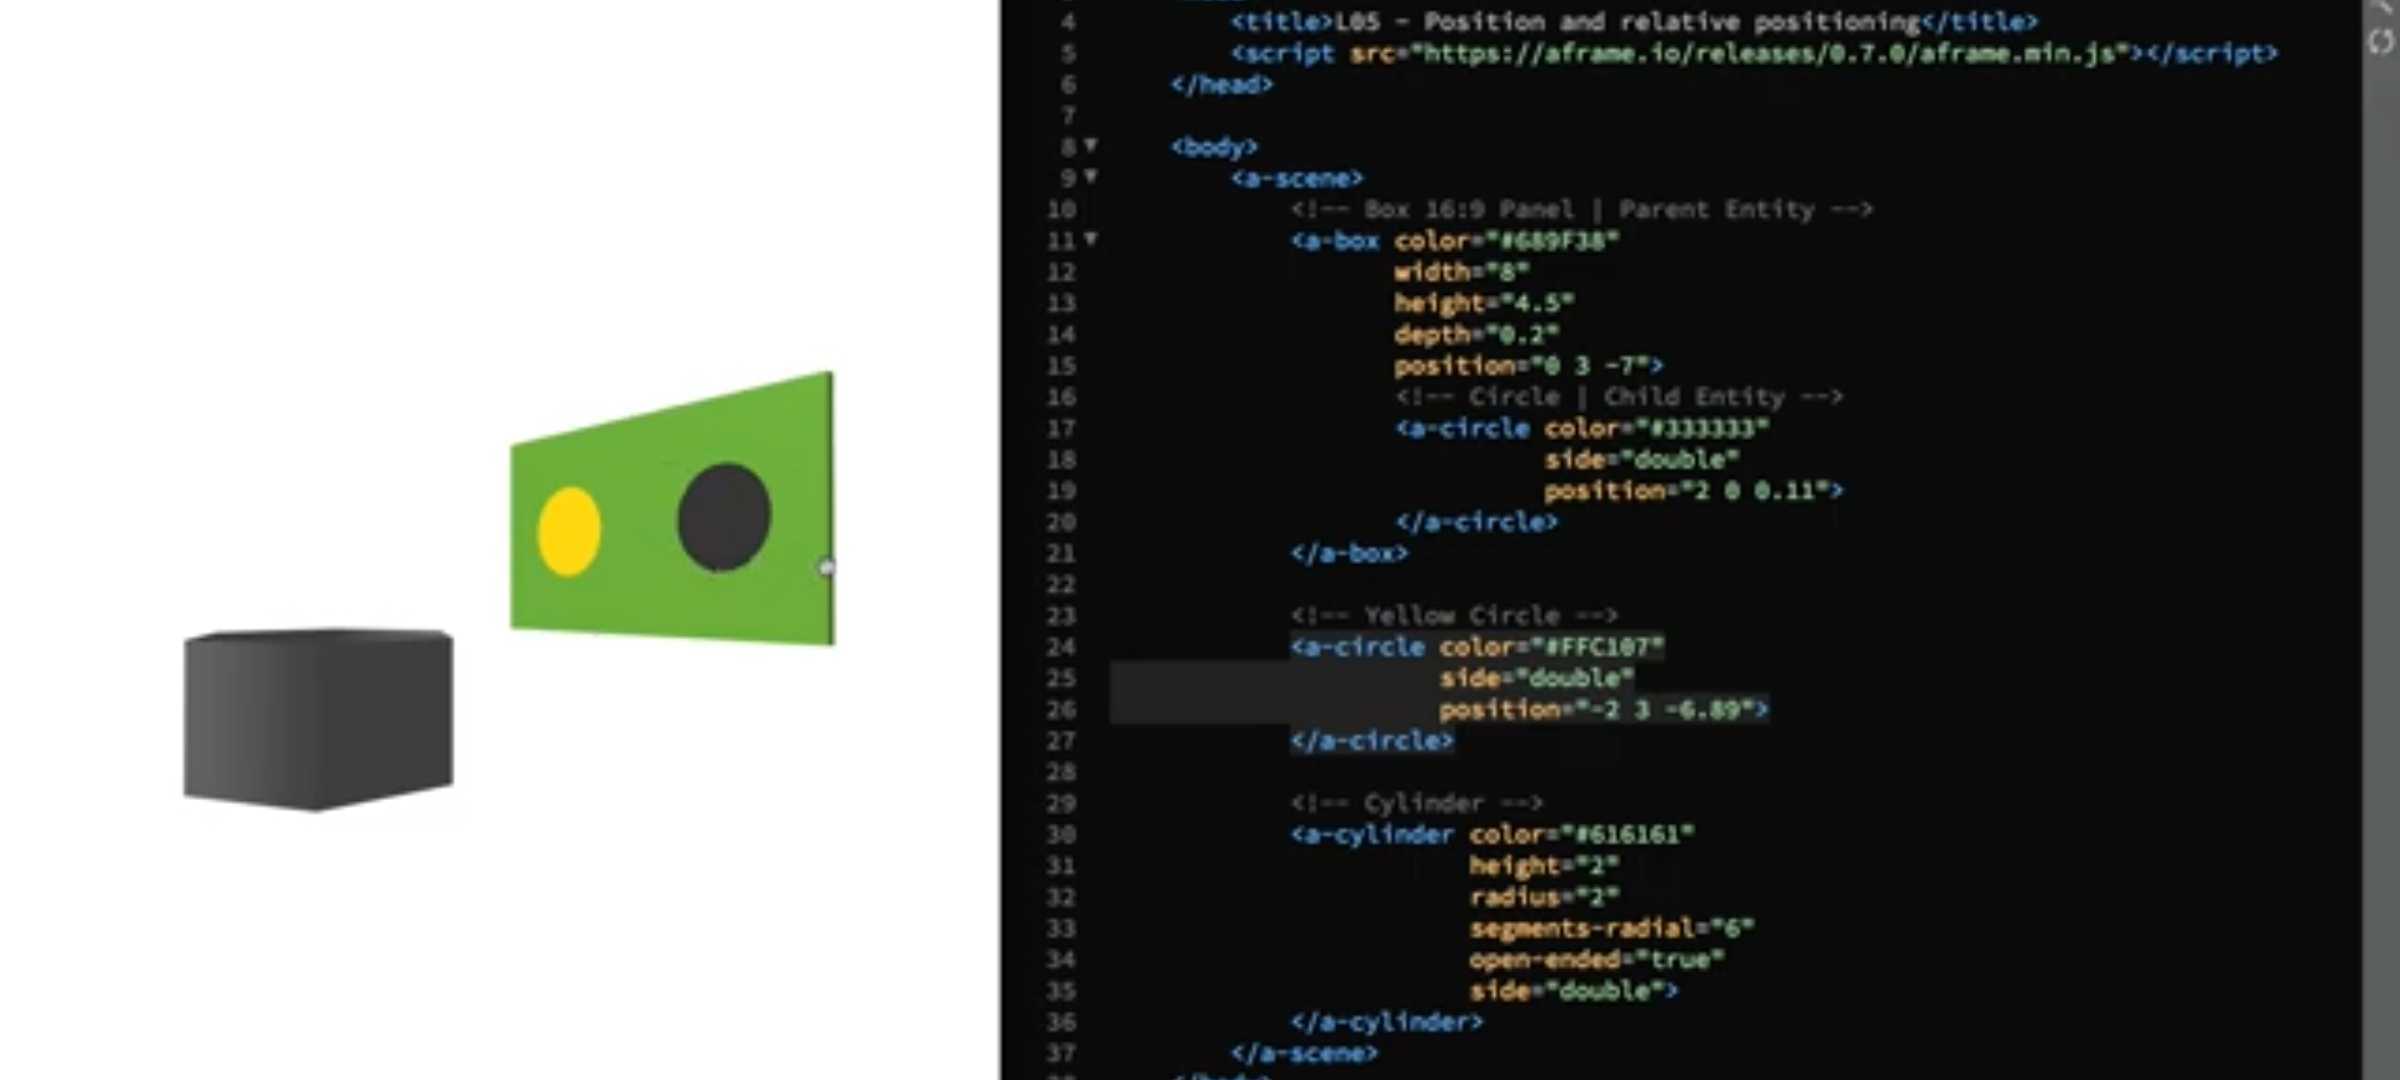 4 <title>L05 - Position and relative positioning</title>
5 <script src="https://aframe.io/releases/0.7.0/aframe.min.js"></script>
6 </head>
7
8 <body>
9 <a-scene>
10 <!-- Box 16:9 Panel | Parent Entity -->
11 <a-box color="#689F38"
12 width="8"
13 height="4.5"
14 depth="0.2"
15 position="0 3 -7">
16 <!-- Circle | Child Entity -->
17 <a-circle color="#333333"
18 side="double"
19 position="2 0 0.11">
20 </a-circle>
21 </a-box>
22
23 <!-- Yellow Circle -->
24 <a-circle color="#FFC107"
25 side="double"
26 position="-2 3 -6.89">
27 </a-circle>
28
29 <!-- Cylinder -->
30 <a-cylinder color="#616161"
31 height="2"
32 radius="2"
33 segments-radial="6"
34 open-ended="true"
35 side="double">
36 </a-cylinder>
37 </a-scene>